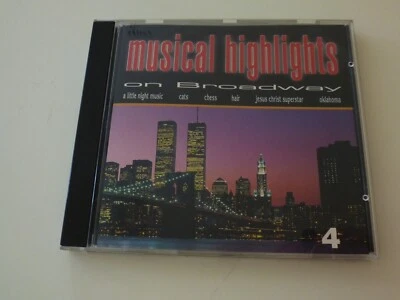 musical highlights
on Broadway
a little night music cats chess hair jesus christ superstar oklahoma
4